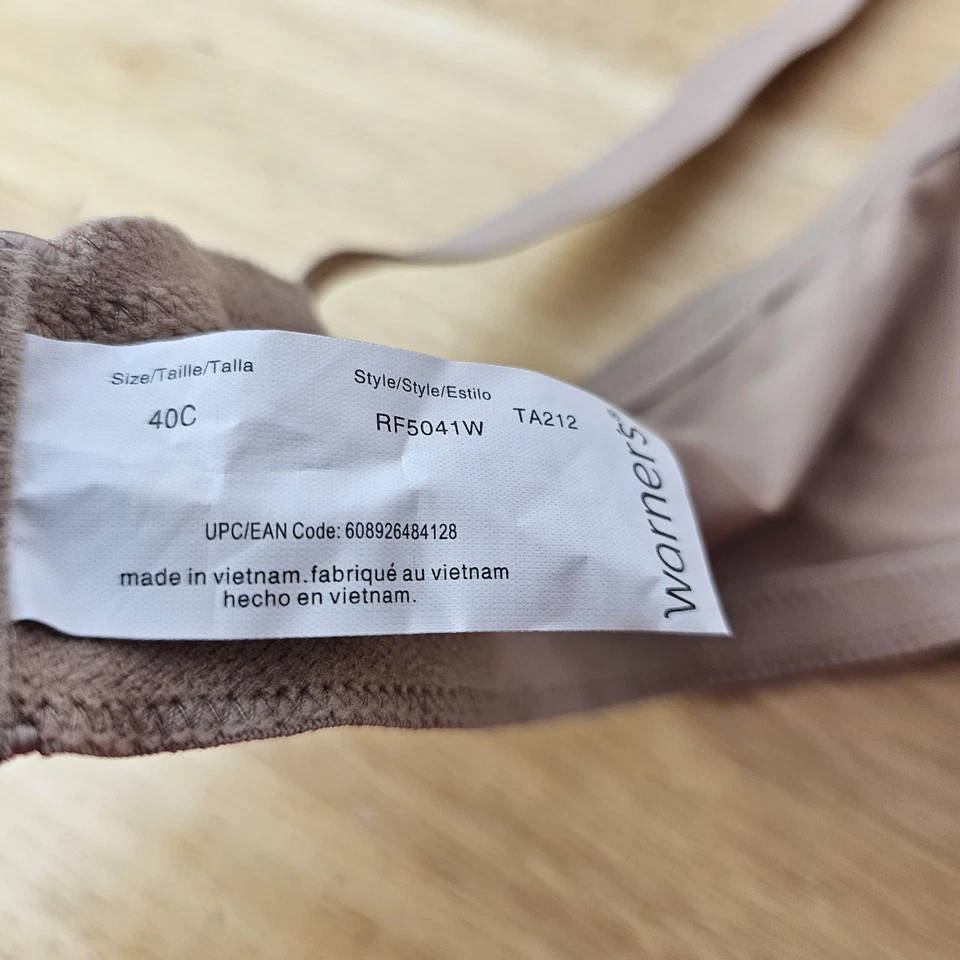 Size/Taille/Talla
40C
Style/Style/Estilo
RF5041W TA212
UPC/EAN Code: 608926484128
made in vietnam.fabriqué au vietnam
hecho en vietnam.
warner's®